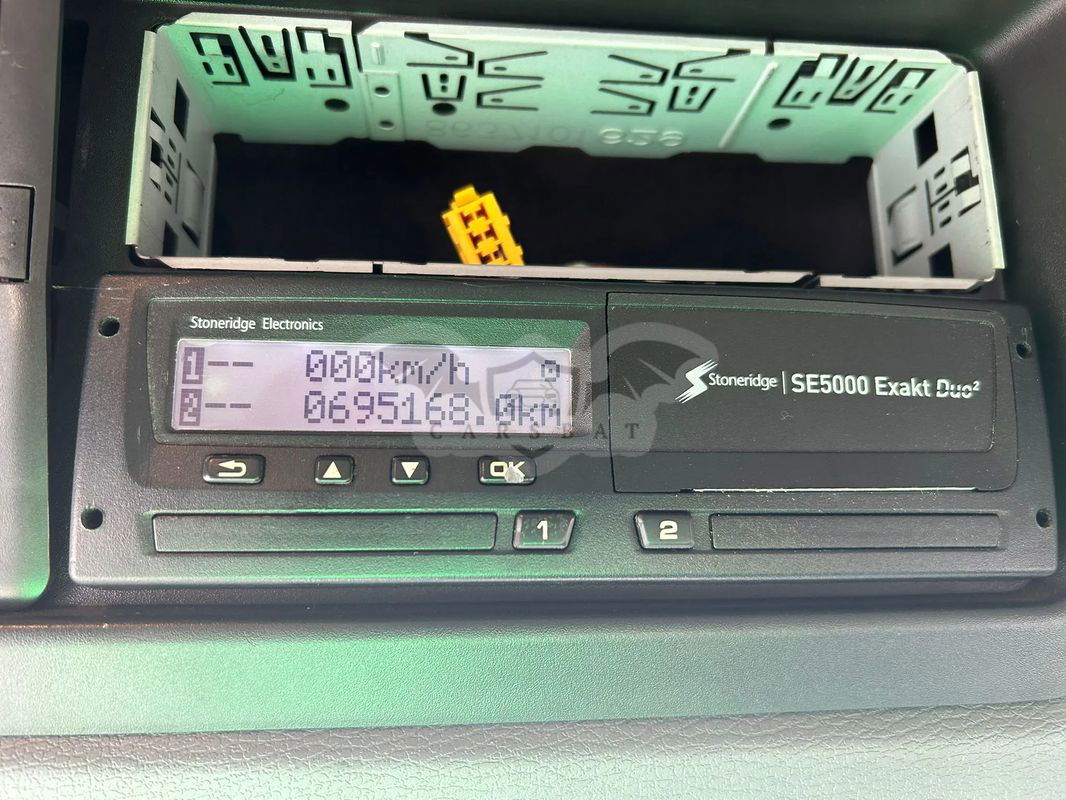 Stoneridge Electronics
1-- 000km/h
2-- 0695168.0km
Stoneridge | SE5000 Exakt Duo²
CARSBAT
OK
1
2